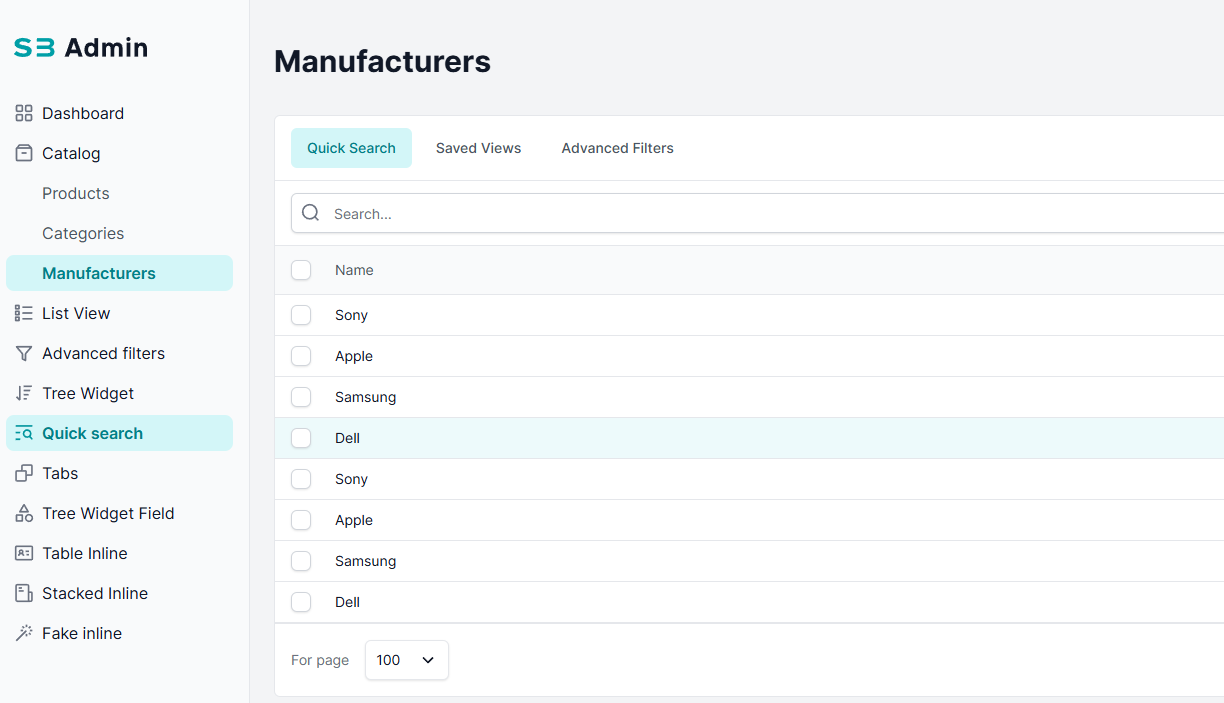 SB Admin
Dashboard
Catalog
Products
Categories
Manufacturers
List View
Advanced filters
Tree Widget
Quick search
Tabs
Tree Widget Field
Table Inline
Stacked Inline
Fake inline
Manufacturers
Quick Search Saved Views Advanced Filters
Search...
Name
Sony
Apple
Samsung
Dell
Sony
Apple
Samsung
Dell
For page 100